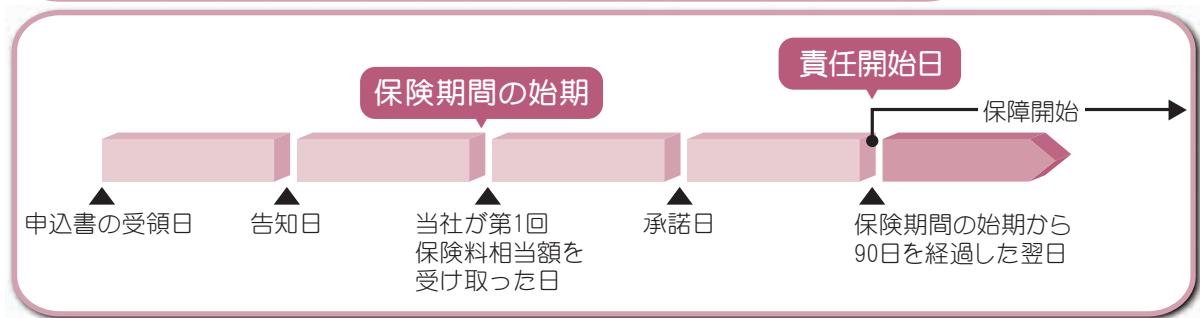 責任開始日
保険期間の始期
保障開始
申込書の受領日
告知日
当社が第1回
保険料相当額を
受け取った日
承諾日
保険期間の始期から
90日を経過した翌日